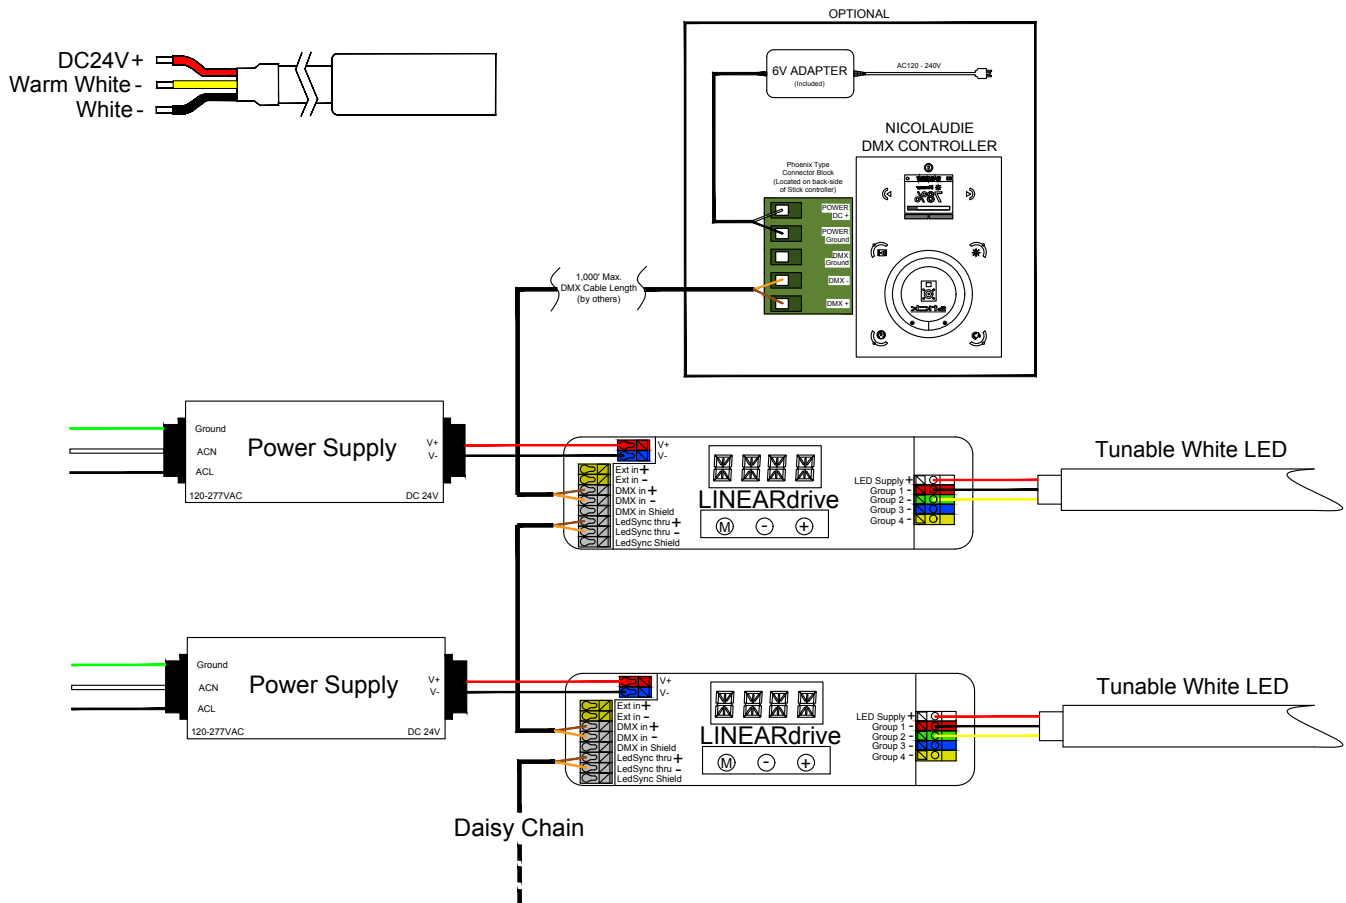 OPTIONAL
DC24V+
Warm White -
White -
6V ADAPTER
(Included)
AC120 - 240V
NICOLAUDIE
DMX CONTROLLER
Phoenix Type
Connector Block
(Located on back-side
of Stick controller)
POWER
DC +
POWER
Ground
DMX
Ground
DMX -
DMX +
1,000' Max.
DMX Cable Length
(by others)
Ground
ACN
ACL
Power Supply
V+
V-
120-277VAC
DC 24V
V+
V-
Ext in +
Ext in -
DMX in +
DMX in -
DMX in Shield
LedSync thru +
LedSync thru -
LedSync Shield
LINEARdrive
M - +
LED Supply +
Group 1 -
Group 2 -
Group 3 -
Group 4 -
Tunable White LED
Ground
ACN
ACL
Power Supply
V+
V-
120-277VAC
DC 24V
V+
V-
Ext in +
Ext in -
DMX in +
DMX in -
DMX in Shield
LedSync thru +
LedSync thru -
LedSync Shield
LINEARdrive
M - +
LED Supply +
Group 1 -
Group 2 -
Group 3 -
Group 4 -
Tunable White LED
Daisy Chain